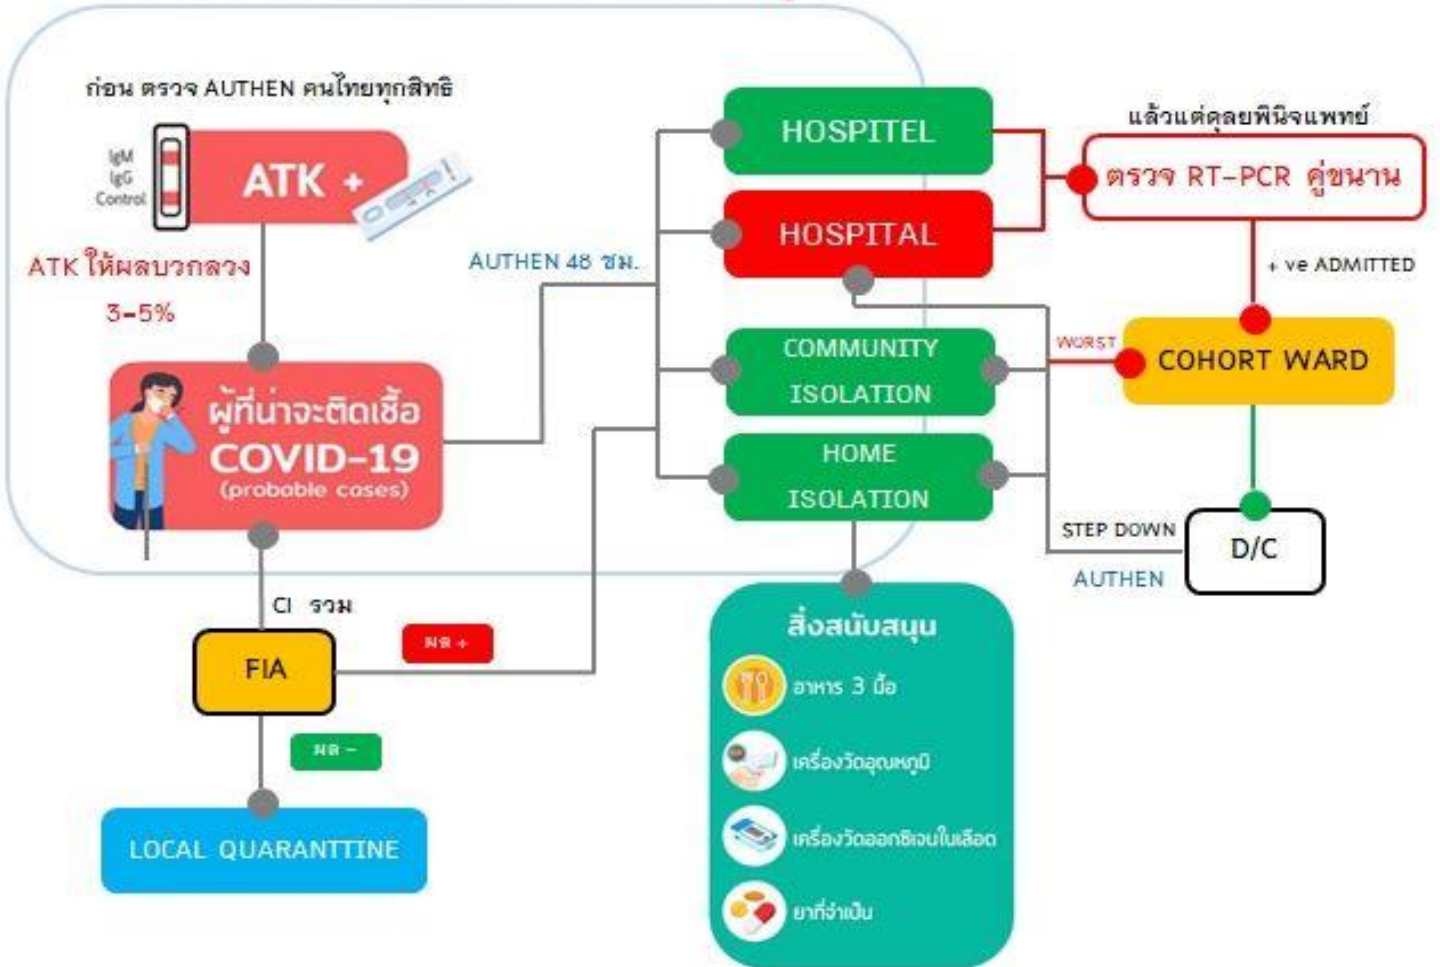 ก่อน ตรวจ AUTHEN คนไทยทุกสิทธิ
IgM
IgG
Control
ATK +
ATK ให้ผลบวกลวง
3-5%
ผู้ที่น่าจะติดเชื้อ
COVID-19
(probable cases)
AUTHEN 48 ชม.
CI รวม
FIA
ผล +
ผล -
LOCAL QUARANTTINE
HOSPITEL
HOSPITAL
COMMUNITY
ISOLATION
HOME
ISOLATION
สิ่งสนับสนุน
อาหาร 3 มื้อ
เครื่องวัดอุณหภูมิ
เครื่องวัดออกซิเจนในเลือด
ยาที่จำเป็น
แล้วแต่ดุลยพินิจแพทย์
ตรวจ RT-PCR คู่ขนาน
+ ve ADMITTED
WORST
COHORT WARD
STEP DOWN
AUTHEN
D/C